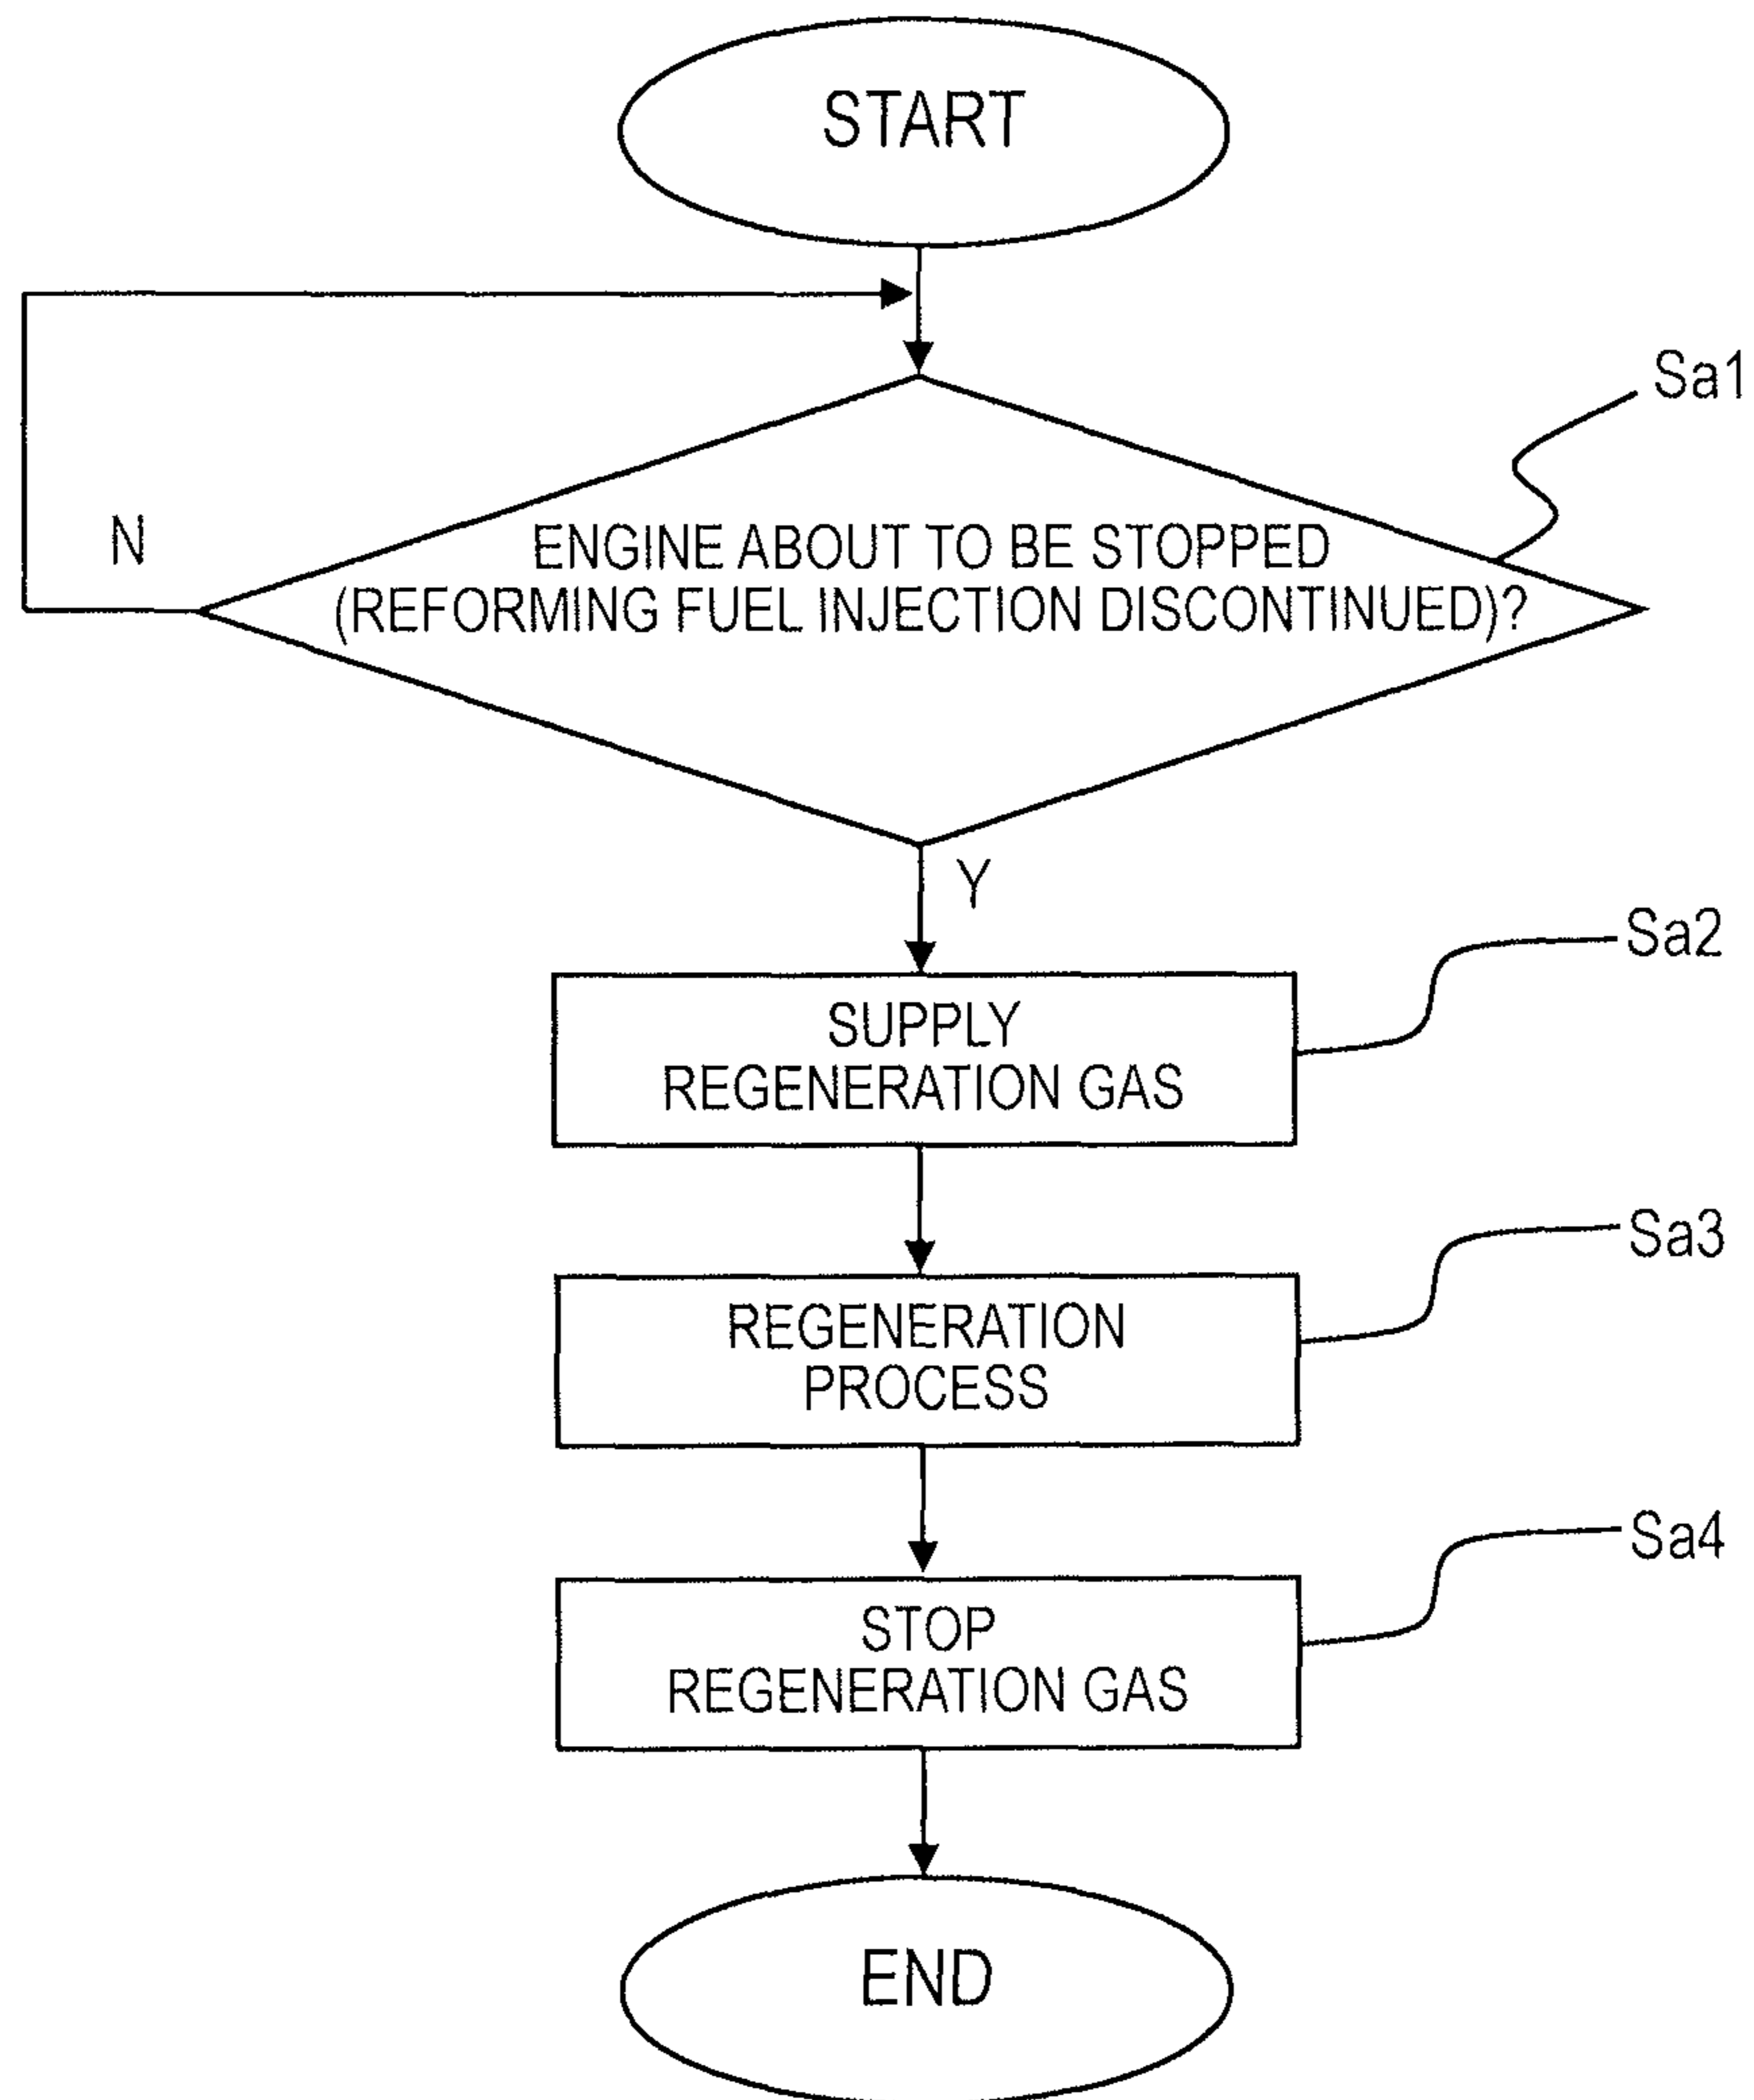 START
Sa1
N
ENGINE ABOUT TO BE STOPPED
(REFORMING FUEL INJECTION DISCONTINUED)?
Y
Sa2
SUPPLY
REGENERATION GAS
Sa3
REGENERATION
PROCESS
Sa4
STOP
REGENERATION GAS
END